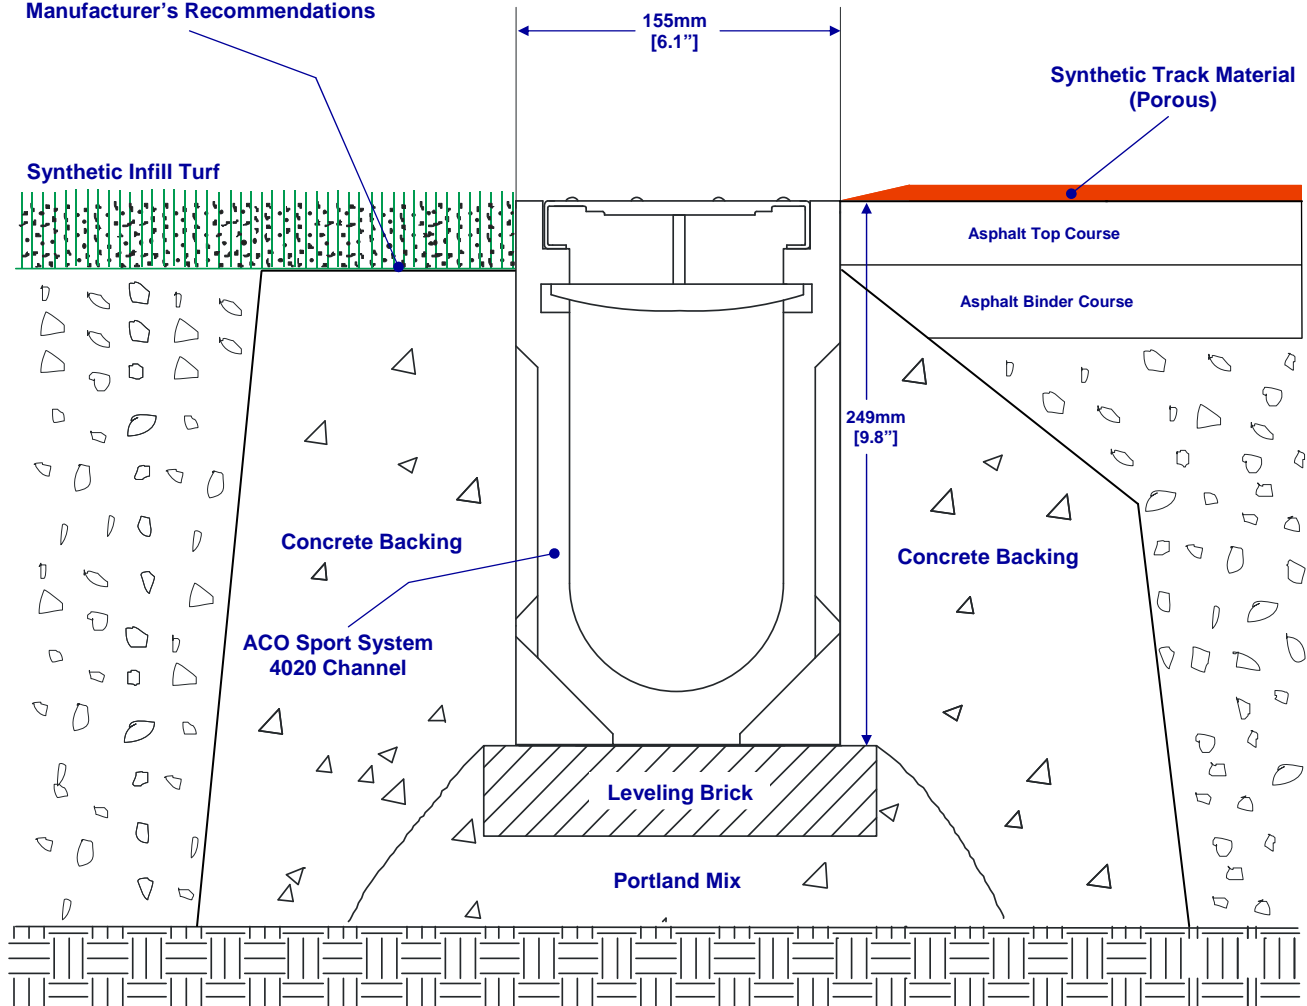 Manufacturer’s Recommendations
155mm
[6.1”]
Synthetic Track Material
(Porous)
Synthetic Infill Turf
Asphalt Top Course
Asphalt Binder Course
249mm
[9.8”]
Concrete Backing
Concrete Backing
ACO Sport System
4020 Channel
Leveling Brick
Portland Mix